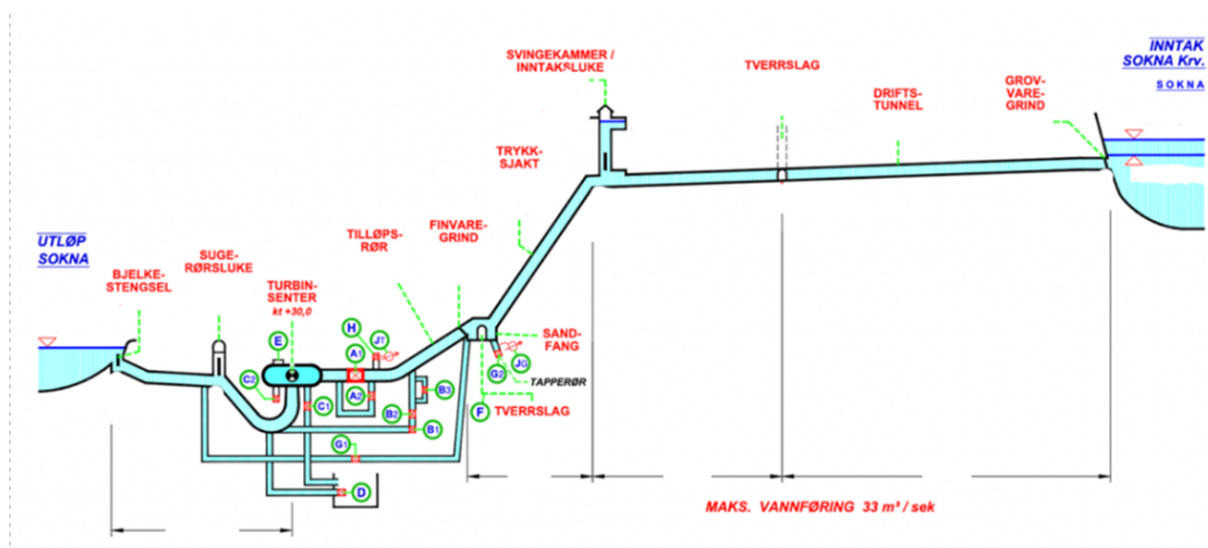 SVINGEKAMMER /
INNTAKSLUKE
TVERRSLAG
INNTAK
SOKNA Krv.
SOKNA
GROV-
VARE-
GRIND
DRIFTS-
TUNNEL
TRYKK-
SJAKT
FINVARE-
GRIND
TILLØPS-
RØR
UTLØP
SOKNA
SUGE-
RØRSLUKE
BJELKE-
STENGSEL
TURBIN-
SENTER
kt +30,0
H
JT
E
A1
SAND-
FANG
JG
G2
TAPPERØR
C2
A2
B3
C1
B2
F
TVERRSLAG
B1
G1
D
MAKS. VANNFØRING 33 m³ / sek